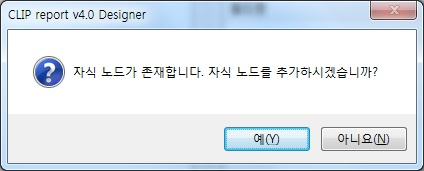 CLIP report v4.0 Designer
자식 노드가 존재합니다. 자식 노드를 추가하시겠습니까?
예(Y) 아니요(N)